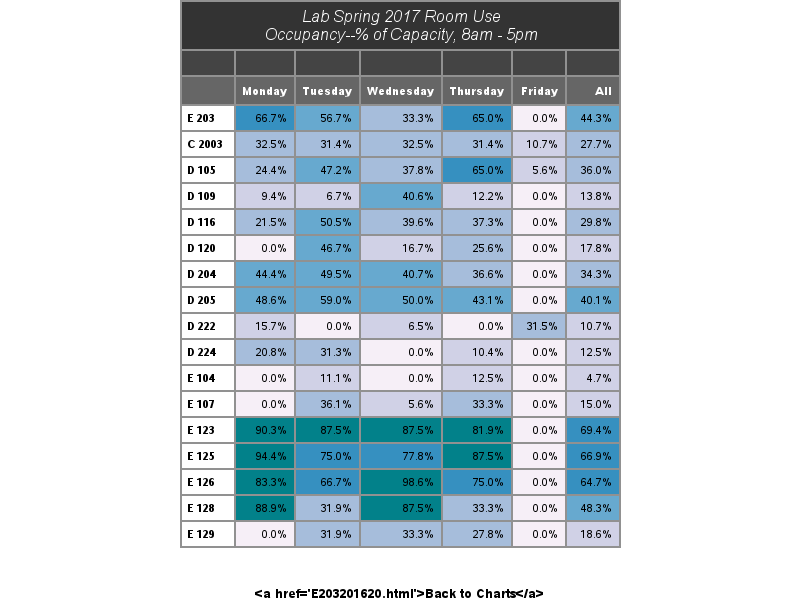 Lab Spring 2017 Room Use
Occupancy--% of Capacity, 8am - 5pm
Monday Tuesday Wednesday Thursday Friday All
E 203 66.7% 56.7% 33.3% 65.0% 0.0% 44.3%
C 2003 32.5% 31.4% 32.5% 31.4% 10.7% 27.7%
D 105 24.4% 47.2% 37.8% 65.0% 5.6% 36.0%
D 109 9.4% 6.7% 40.6% 12.2% 0.0% 13.8%
D 116 21.5% 50.5% 39.6% 37.3% 0.0% 29.8%
D 120 0.0% 46.7% 16.7% 25.6% 0.0% 17.8%
D 204 44.4% 49.5% 40.7% 36.6% 0.0% 34.3%
D 205 48.6% 59.0% 50.0% 43.1% 0.0% 40.1%
D 222 15.7% 0.0% 6.5% 0.0% 31.5% 10.7%
D 224 20.8% 31.3% 0.0% 10.4% 0.0% 12.5%
E 104 0.0% 11.1% 0.0% 12.5% 0.0% 4.7%
E 107 0.0% 36.1% 5.6% 33.3% 0.0% 15.0%
E 123 90.3% 87.5% 87.5% 81.9% 0.0% 69.4%
E 125 94.4% 75.0% 77.8% 87.5% 0.0% 66.9%
E 126 83.3% 66.7% 98.6% 75.0% 0.0% 64.7%
E 128 88.9% 31.9% 87.5% 33.3% 0.0% 48.3%
E 129 0.0% 31.9% 33.3% 27.8% 0.0% 18.6%
<a href='E203201620.html'>Back to Charts</a>